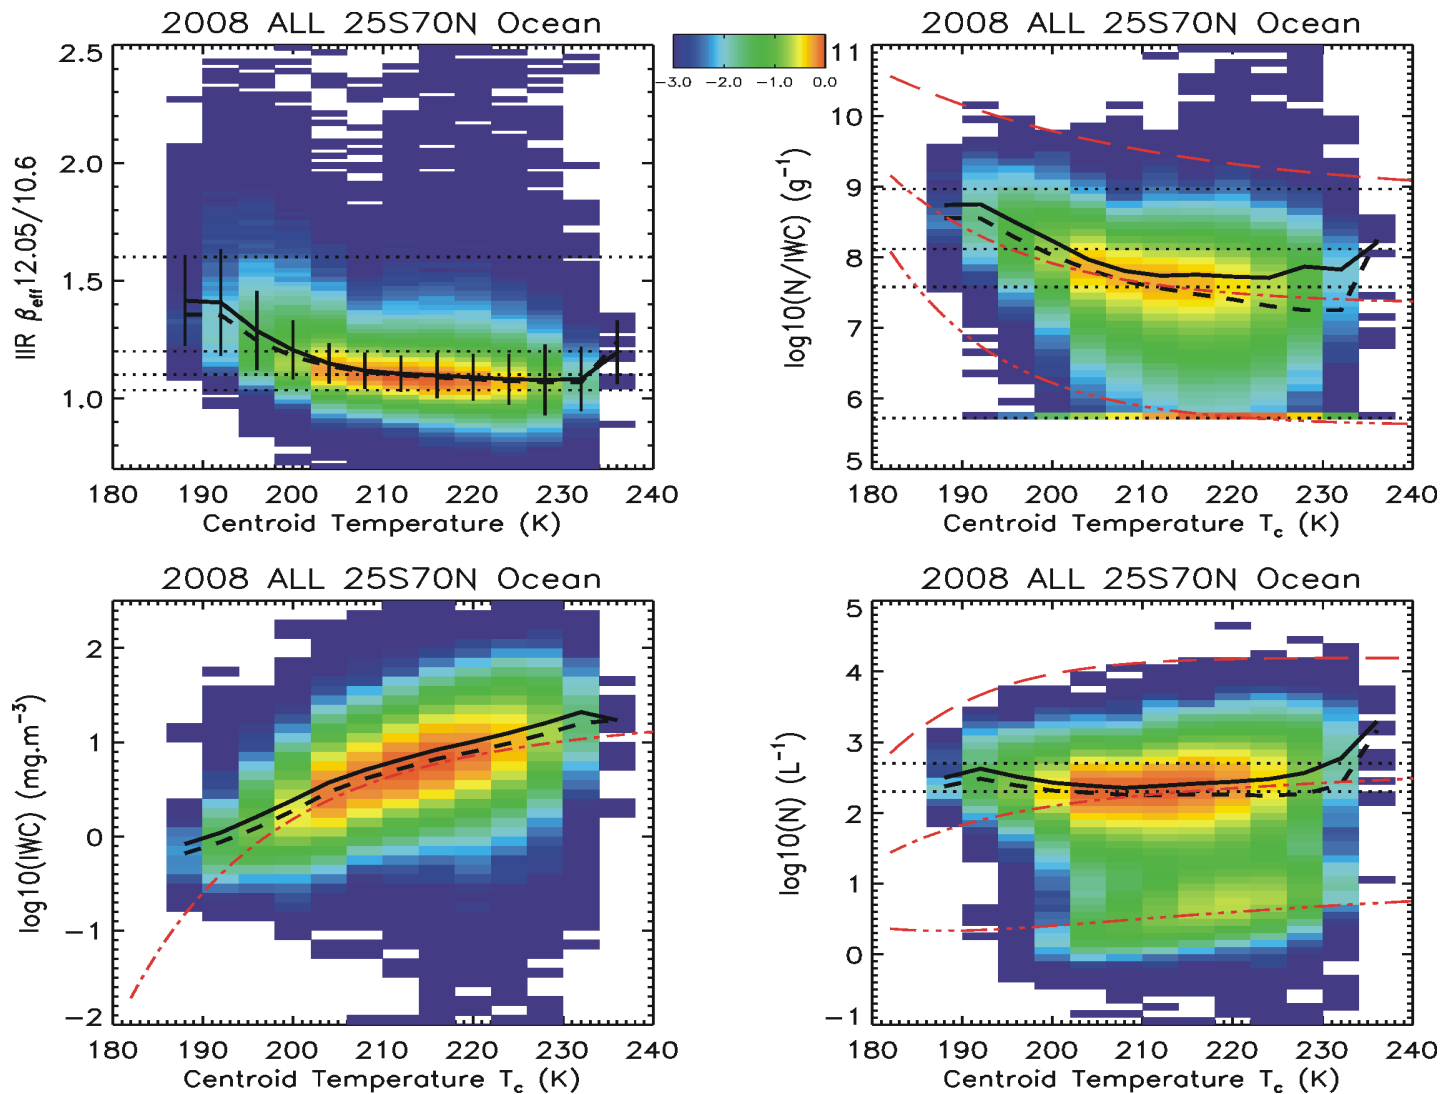 2008 ALL 25S70N Ocean
IIR βeff12.05/10.6
2.5
2.0
1.5
1.0
180 190 200 210 220 230 240
Centroid Temperature (K)
−3.0 −2.0 −1.0 0.0
2008 ALL 25S70N Ocean
log10(N/IWC) (g⁻¹)
11
10
9
8
7
6
5
180 190 200 210 220 230 240
Centroid Temperature Tc (K)
2008 ALL 25S70N Ocean
log10(IWC) (mg.m⁻³)
2
1
0
−1
−2
180 190 200 210 220 230 240
Centroid Temperature Tc (K)
2008 ALL 25S70N Ocean
log10(N) (L⁻¹)
5
4
3
2
1
0
−1
180 190 200 210 220 230 240
Centroid Temperature Tc (K)